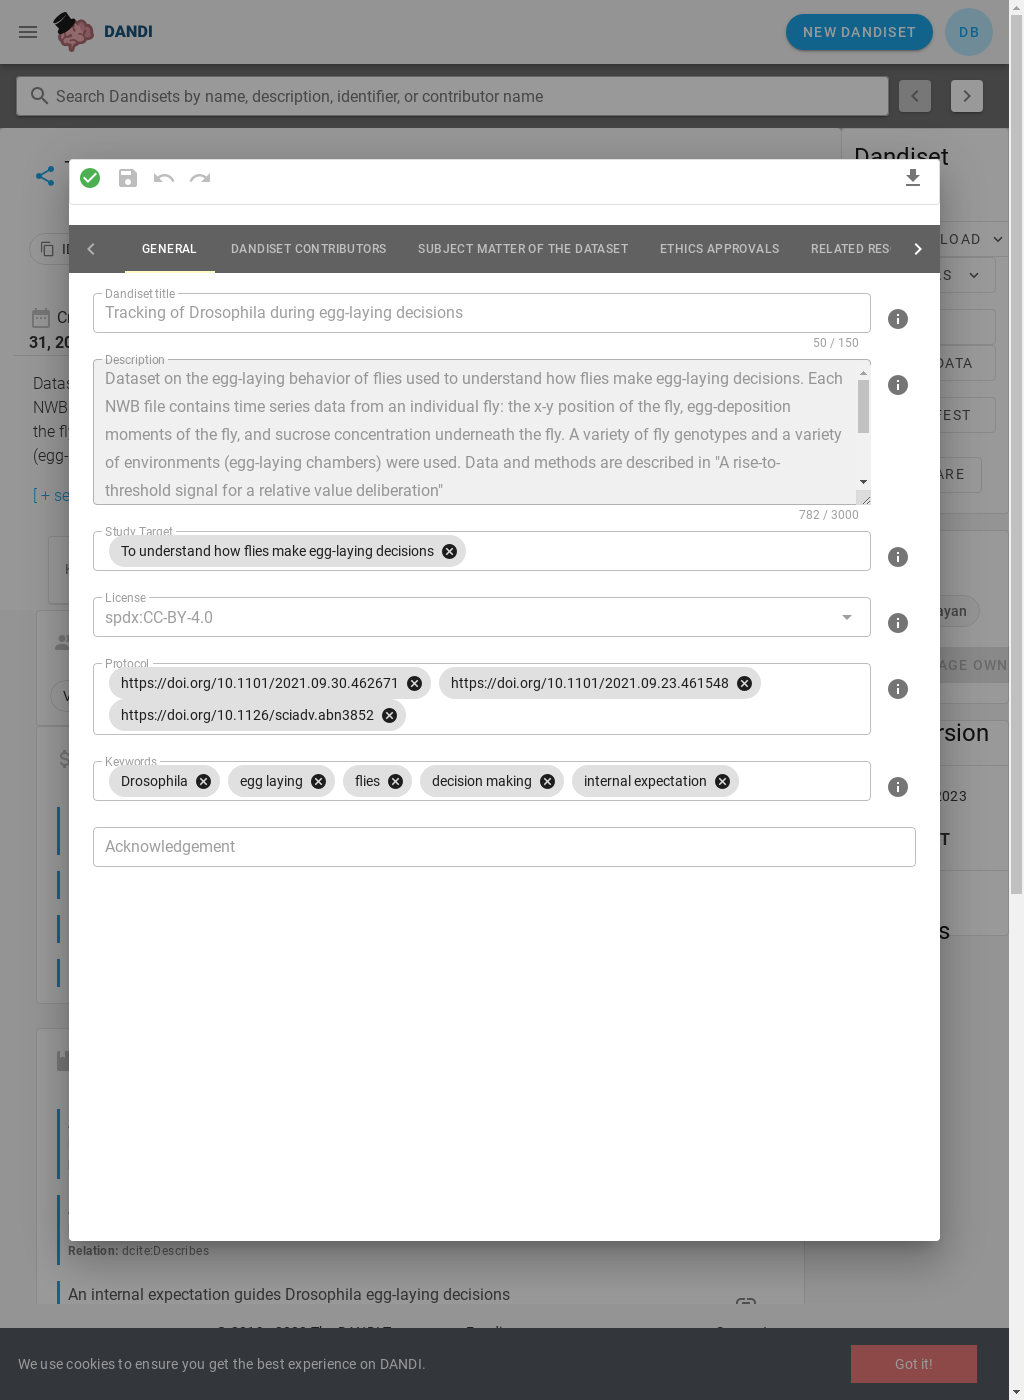 DANDI
NEW DANDISET
DB
Search Dandisets by name, description, identifier, or contributor name
Dandiset
GENERAL
DANDISET CONTRIBUTORS
SUBJECT MATTER OF THE DATASET
ETHICS APPROVALS
RELATED RES
LOAD
Dandiset title
Tracking of Drosophila during egg-laying decisions
50 / 150
31, 20
Description
Dataset on the egg-laying behavior of flies used to understand how flies make egg-laying decisions. Each
NWB file contains time series data from an individual fly: the x-y position of the fly, egg-deposition
moments of the fly, and sucrose concentration underneath the fly. A variety of fly genotypes and a variety
of environments (egg-laying chambers) were used. Data and methods are described in "A rise-to-
threshold signal for a relative value deliberation"
782 / 3000
Datas
NWB
the fl
(egg-
[ + se
DATA
ARE
Study Target
To understand how flies make egg-laying decisions
License
spdx:CC-BY-4.0
ayan
AGE OWN
Protocol
https://doi.org/10.1101/2021.09.30.462671
https://doi.org/10.1101/2021.09.23.461548
https://doi.org/10.1126/sciadv.abn3852
rsion
Keywords
Drosophila
egg laying
flies
decision making
internal expectation
2023
Acknowledgement
T
s
Relation: dcite:Describes
An internal expectation guides Drosophila egg-laying decisions
We use cookies to ensure you get the best experience on DANDI.
Got it!